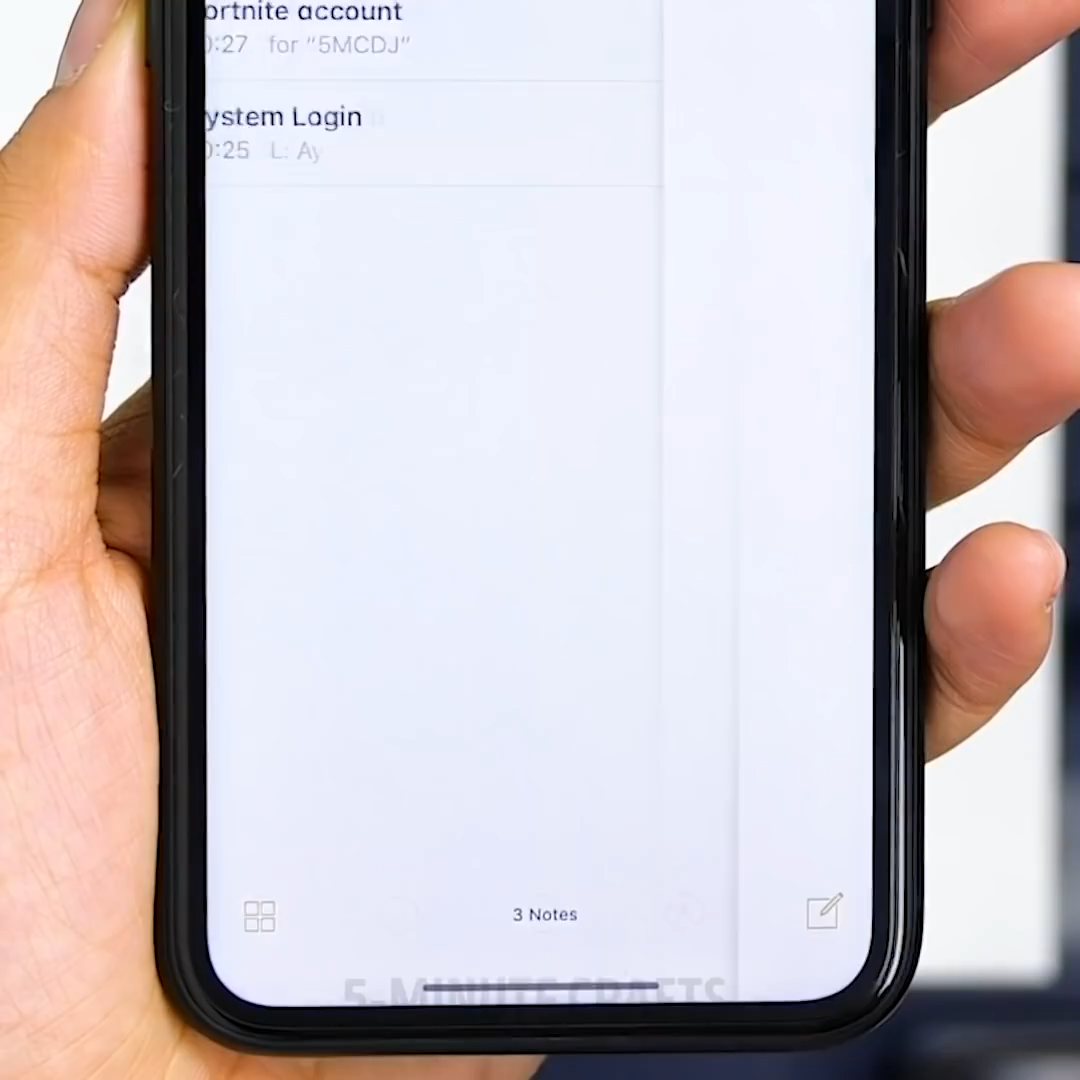 ortnite account
0:27 for “5MCDJ”
ystem Login
0:25 L: Ay
3 Notes
5-MINUTE CRAFTS